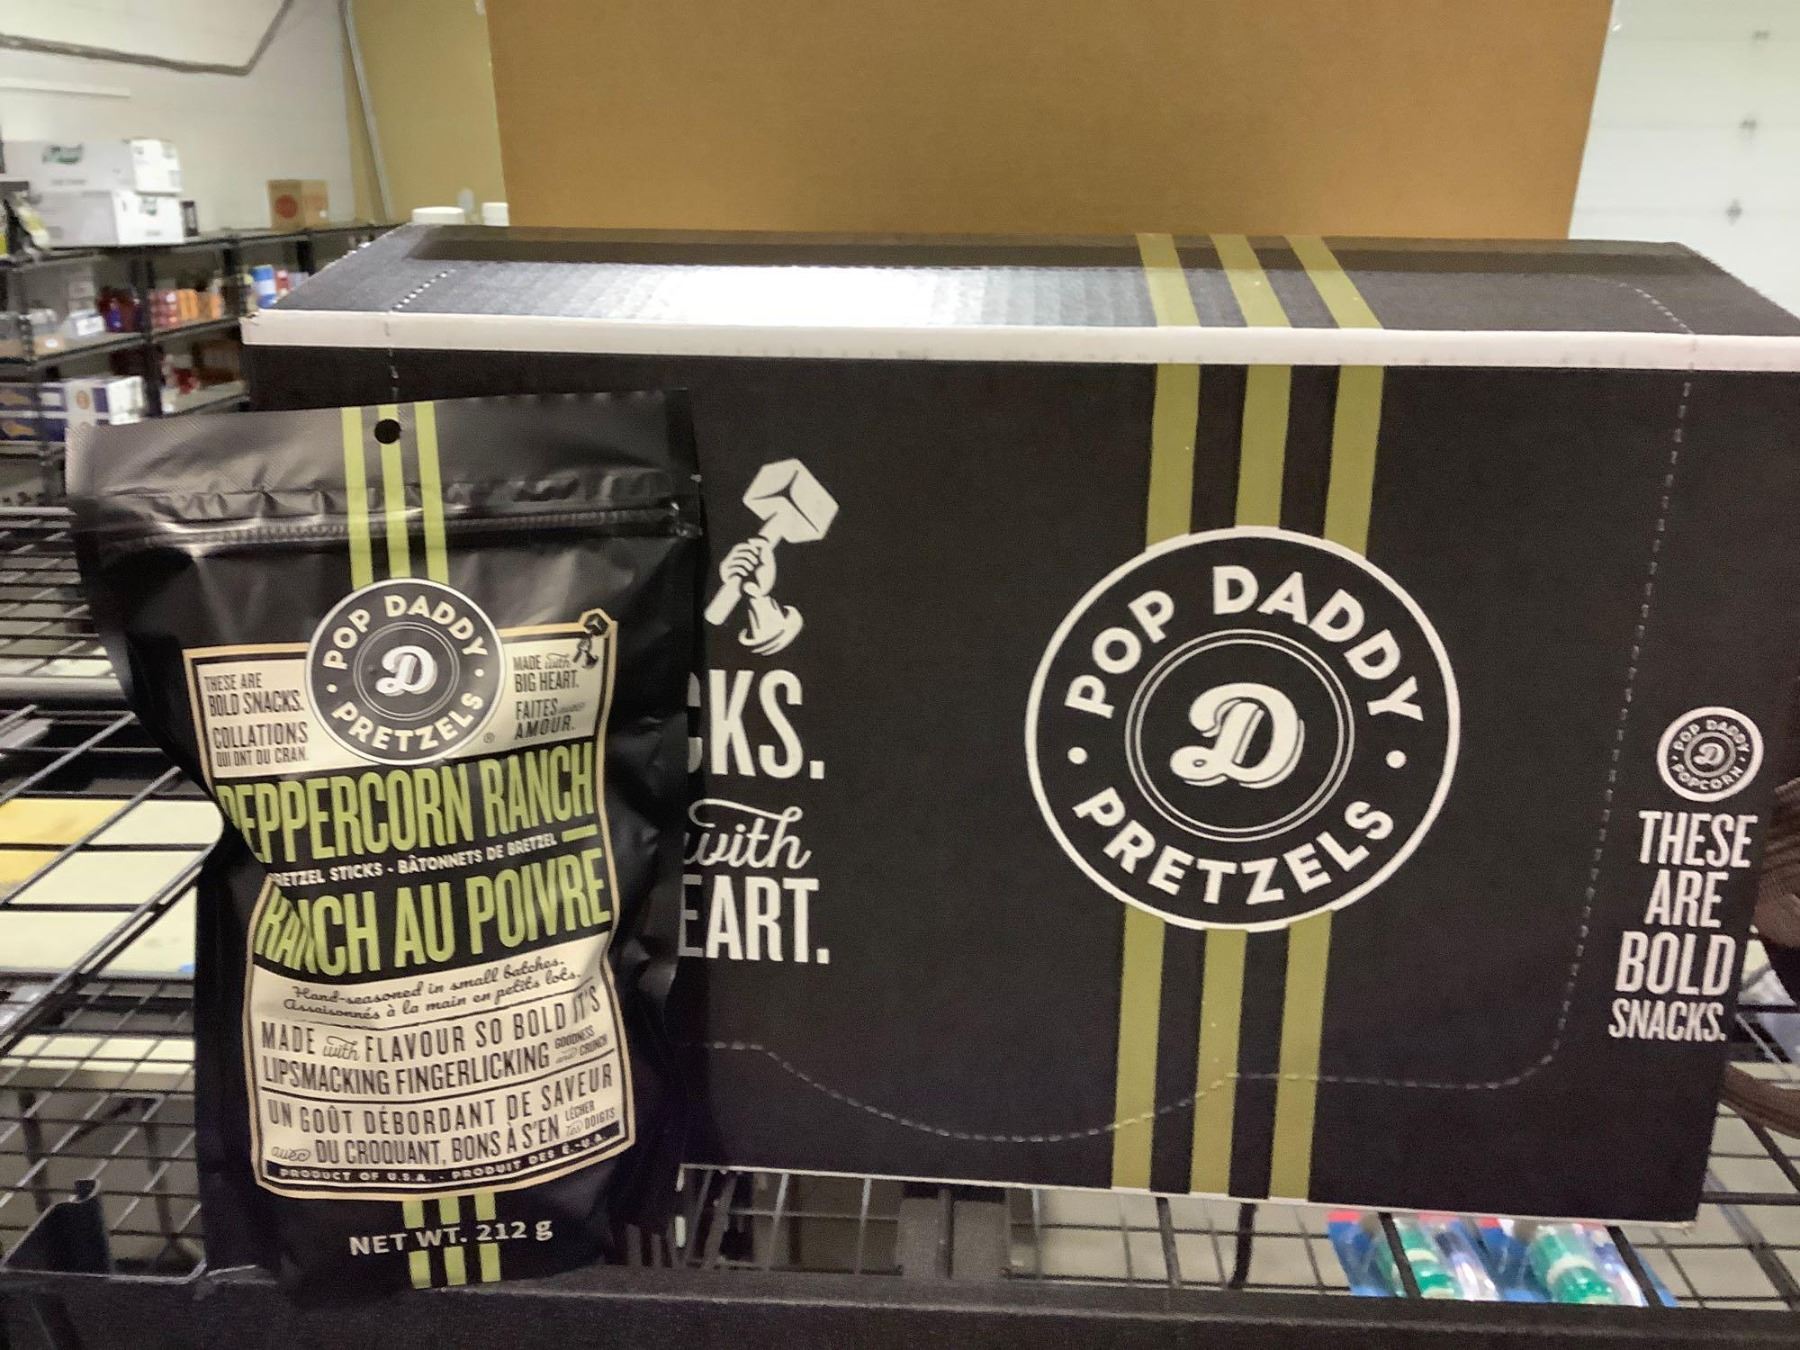 POP DADDY
D
PRETZELS
®
THESE ARE
BOLD SNACKS.
COLLATIONS
QUI ONT DU CRAN.
MADE with
BIG HEART.
FAITES avec
AMOUR.
PEPPERCORN RANCH
PRETZEL STICKS - BÂTONNETS DE BRETZEL
RANCH AU POIVRE
Hand-seasoned in small batches.
Assaisonnés à la main en petits lots.
MADE with FLAVOUR SO BOLD IT'S
LIPSMACKING FINGERLICKING GOODNESS and CRUNCH
UN GOÛT DÉBORDANT DE SAVEUR
avec DU CROQUANT, BONS À S'EN LÉCHER les DOIGTS
PRODUCT OF U.S.A. - PRODUIT DES É.-U.A.
NET WT. 212 g
CKS.
with
EART.
POP DADDY
D
PRETZELS
POP DADDY
D
POPCORN
THESE
ARE
BOLD
SNACKS.